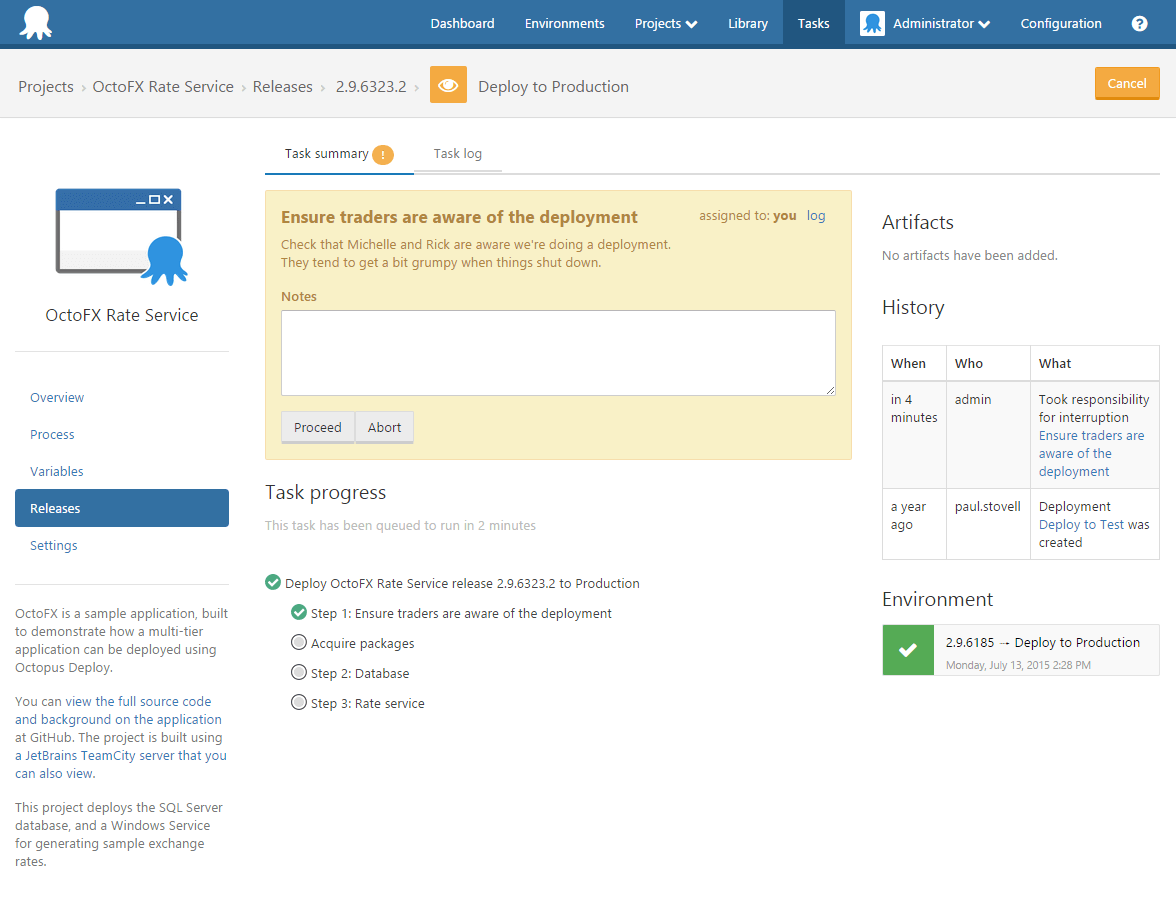 Dashboard Environments Projects Library Tasks Administrator Configuration ?
Projects › OctoFX Rate Service › Releases › 2.9.6323.2 › Deploy to Production
Cancel
OctoFX Rate Service
Overview
Process
Variables
Releases
Settings
OctoFX is a sample application, built
to demonstrate how a multi-tier
application can be deployed using
Octopus Deploy.
You can view the full source code
and background on the application
at GitHub. The project is built using
a JetBrains TeamCity server that you
can also view.
This project deploys the SQL Server
database, and a Windows Service
for generating sample exchange
rates.
Task summary ! Task log
Ensure traders are aware of the deployment
assigned to: you log
Check that Michelle and Rick are aware we're doing a deployment.
They tend to get a bit grumpy when things shut down.
Notes
Proceed Abort
Task progress
This task has been queued to run in 2 minutes
Deploy OctoFX Rate Service release 2.9.6323.2 to Production
Step 1: Ensure traders are aware of the deployment
Acquire packages
Step 2: Database
Step 3: Rate service
Artifacts
No artifacts have been added.
History
When Who What
in 4
minutes
admin
Took responsibility
for interruption
Ensure traders are
aware of the
deployment
a year
ago
paul.stovell
Deployment
Deploy to Test was
created
Environment
2.9.6185 → Deploy to Production
Monday, July 13, 2015 2:28 PM